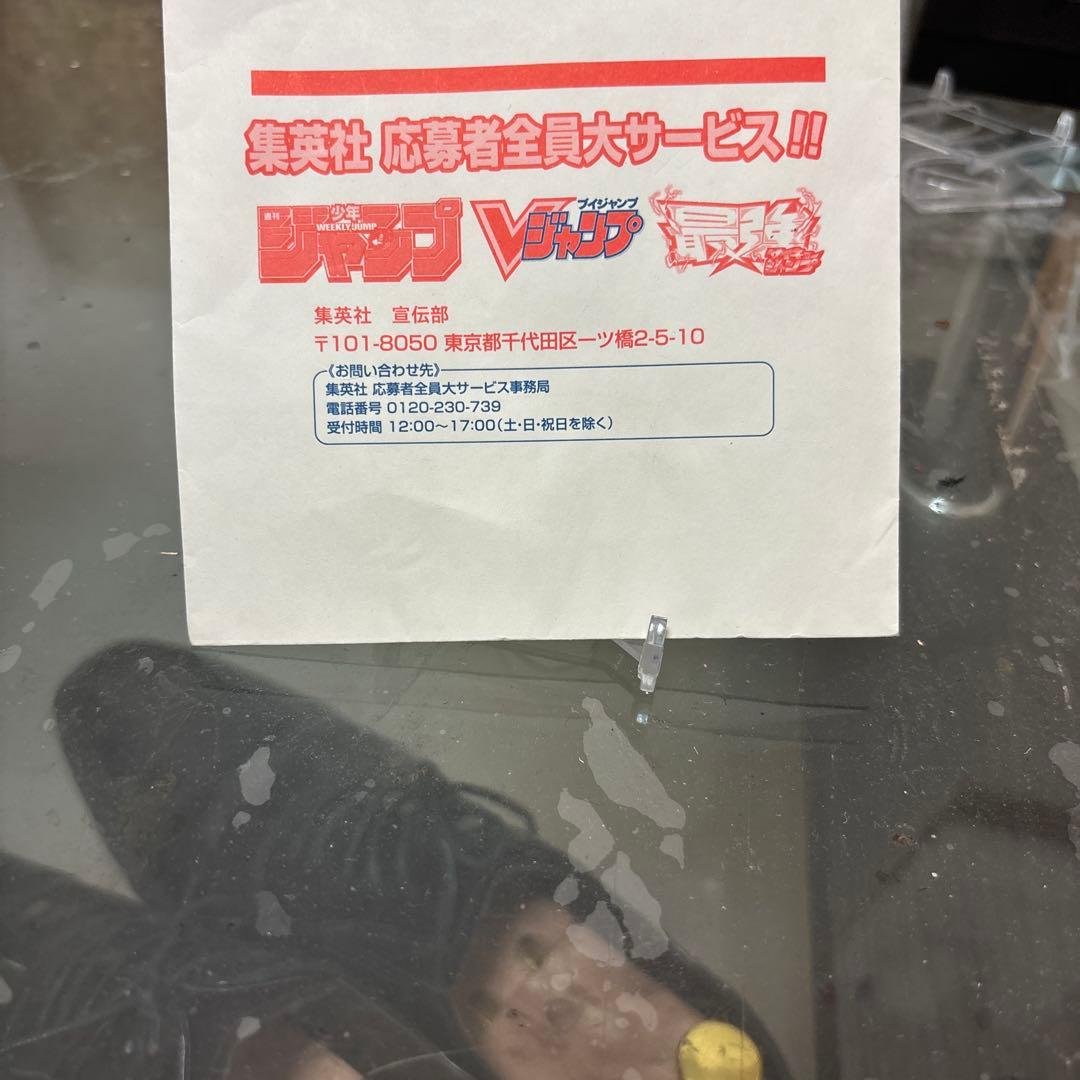 集英社 応募者全員大サービス!!
週刊 少年 WEEKLY JUMP ジャンプ
ブイジャンプ Vジャンプ
最強ジャンプ
集英社　宣伝部
〒101-8050 東京都千代田区一ツ橋2-5-10
《お問い合わせ先》
集英社 応募者全員大サービス事務局
電話番号 0120-230-739
受付時間 12:00〜17:00(土・日・祝日を除く)